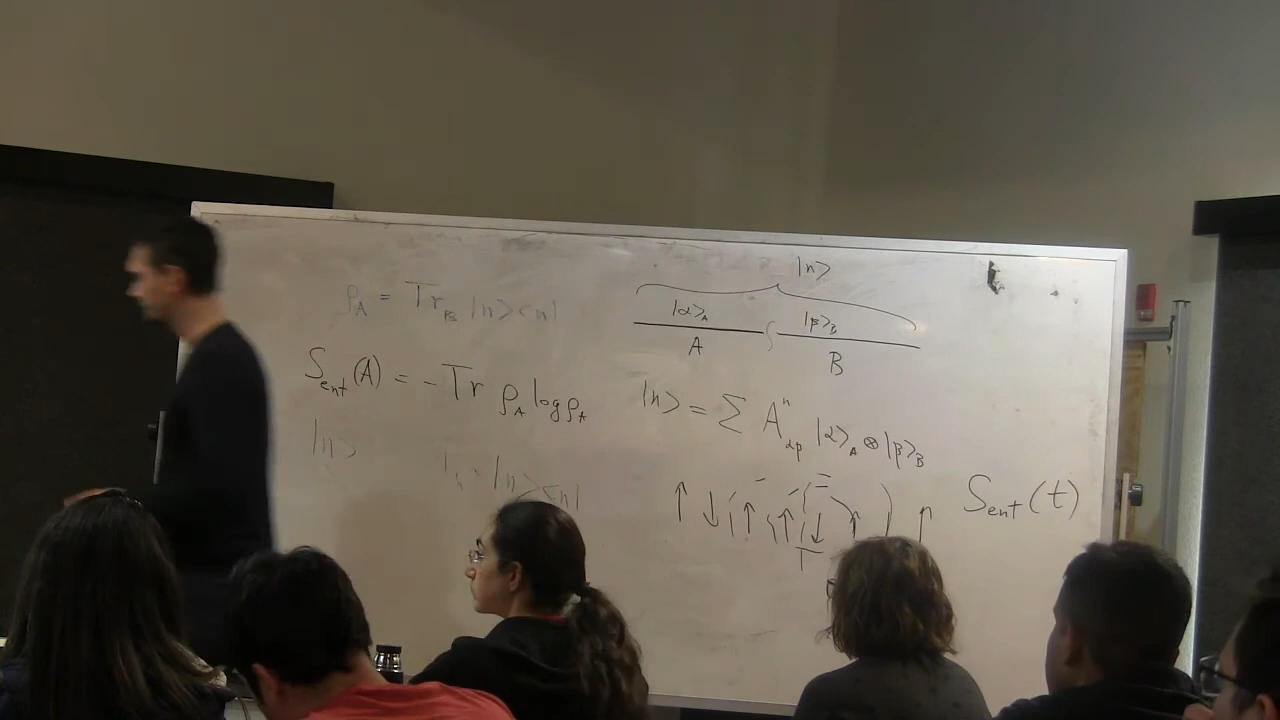 ρ_A = Tr_B |n><n|
S_ent(A) = - Tr ρ_A log ρ_A
|n>
|n><n|
|n>
|α>_A |β>_B
A B
|n> = ∑ A^n_αβ |α>_A ⊗ |β>_B
↑ ↓ ↑ ↑ ↓ ↑ ↑
S_ent(t)